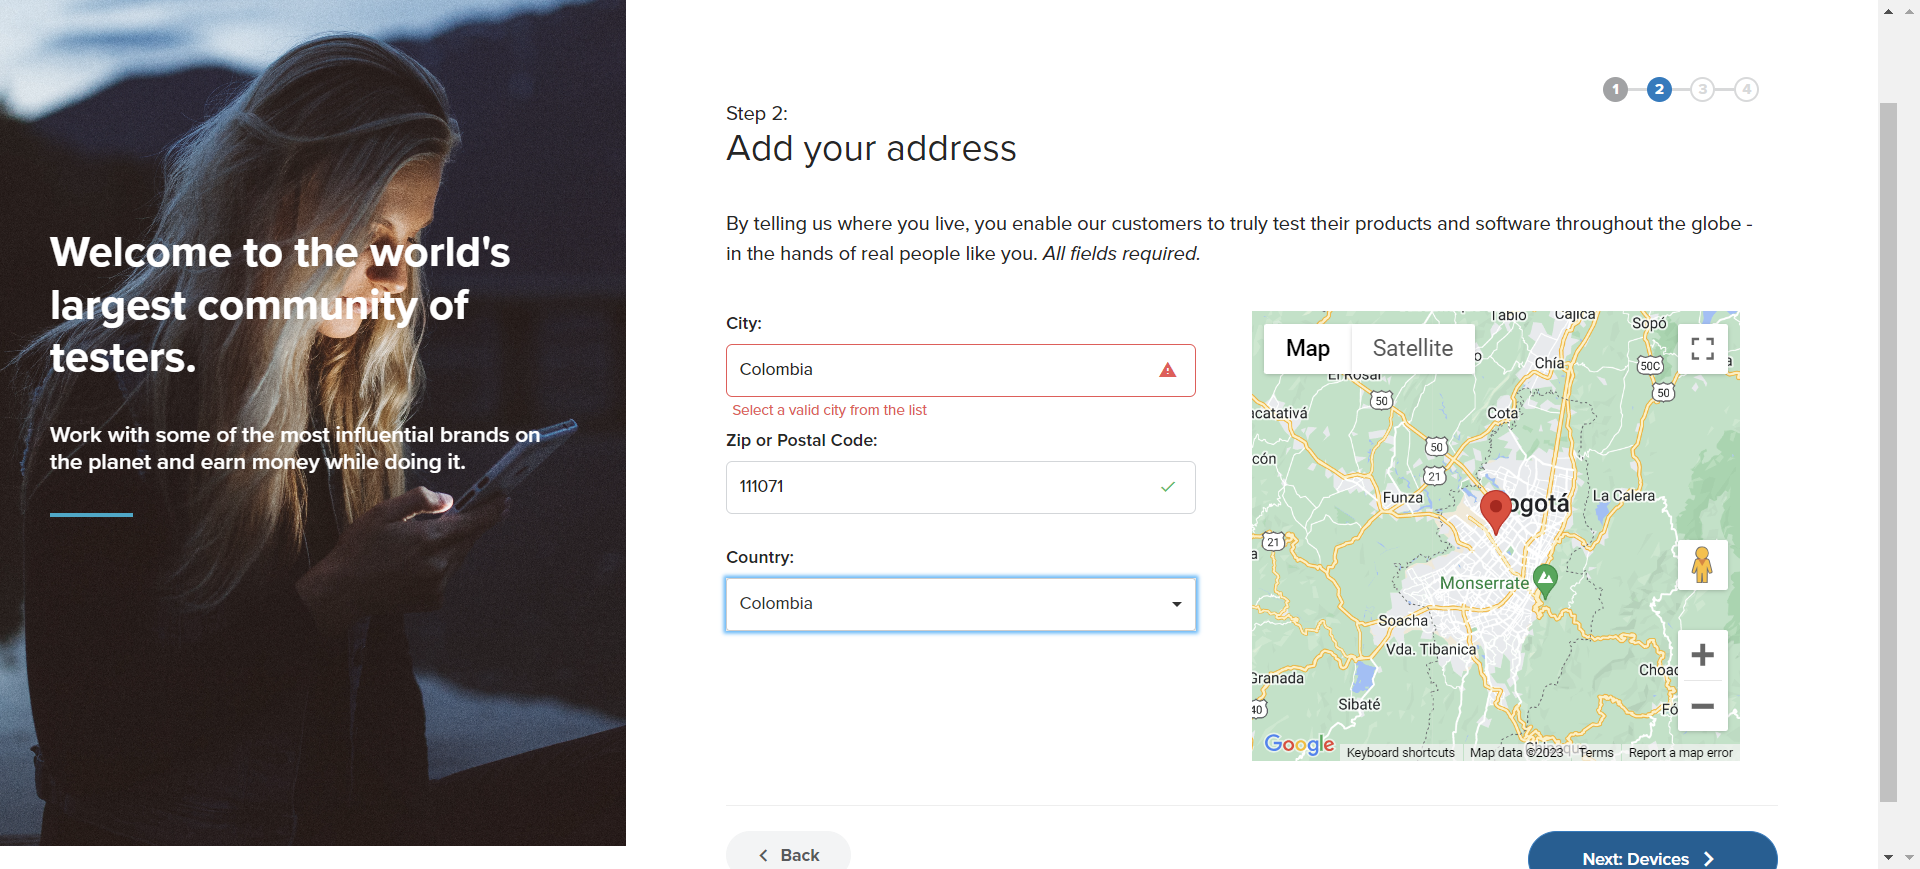 Welcome to the world's
largest community of
testers.
Work with some of the most influential brands on
the planet and earn money while doing it.
1 2 3 4
Step 2:
Add your address
By telling us where you live, you enable our customers to truly test their products and software throughout the globe -
in the hands of real people like you. All fields required.
City:
Colombia
Select a valid city from the list
Zip or Postal Code:
111071
Country:
Colombia
Map Satellite
Tabio Cajica
Sopó
Chía
50C
El Rosal
50
50
acatativá
Cota
50
cón
21
Funza
La Calera
ogotá
21
a
Monserrate
Soacha
Vda. Tibanica
Choac
Granada
Sibaté
40
Fó
Google
Keyboard shortcuts Map data ©2023 Terms Report a map error
Back
Next: Devices